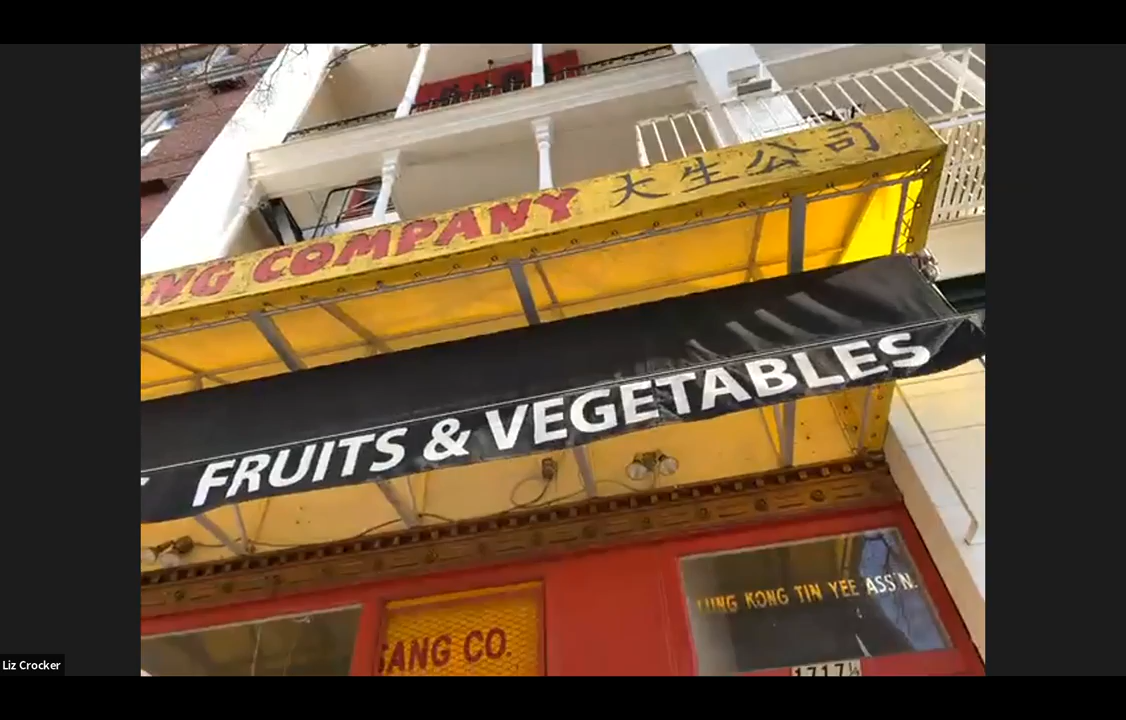 NG COMPANY 大生公司
FRUITS & VEGETABLES
SANG CO.
LUNG KONG TIN YEE ASS'N.
1717½
Liz Crocker